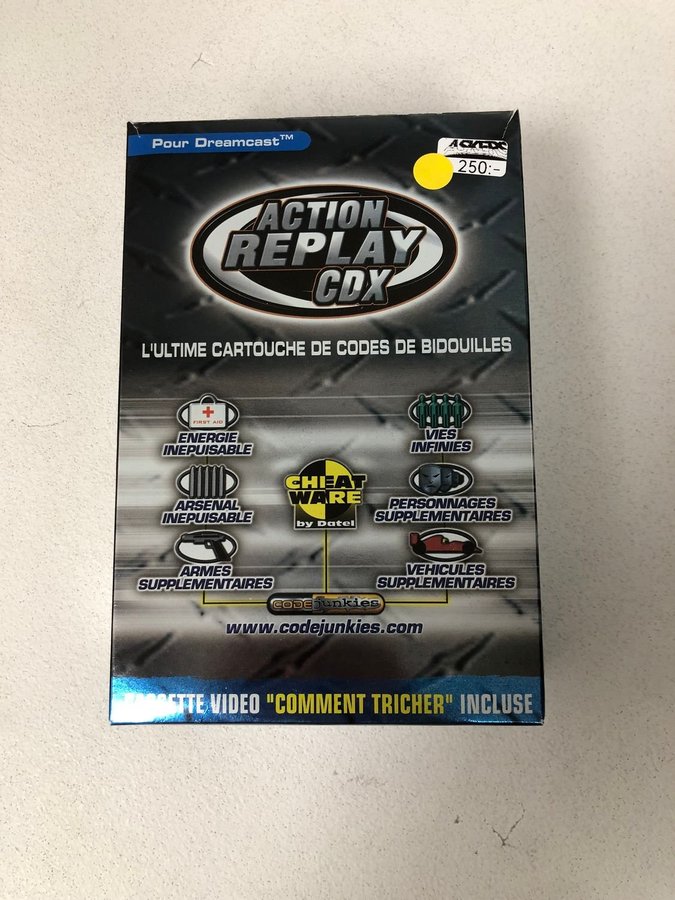 Pour Dreamcast™
250:-
ACTION
REPLAY
CDX
L'ULTIME CARTOUCHE DE CODES DE BIDOUILLES
FIRST AID
ENERGIE
INEPUISABLE
VIES
INFINIES
ARSENAL
INEPUISABLE
CHEAT
WARE
by Datel
PERSONNAGES
SUPPLEMENTAIRES
ARMES
SUPPLEMENTAIRES
VEHICULES
SUPPLEMENTAIRES
CODEjunkies
www.codejunkies.com
VIDEO "COMMENT TRICHER" INCLUSE